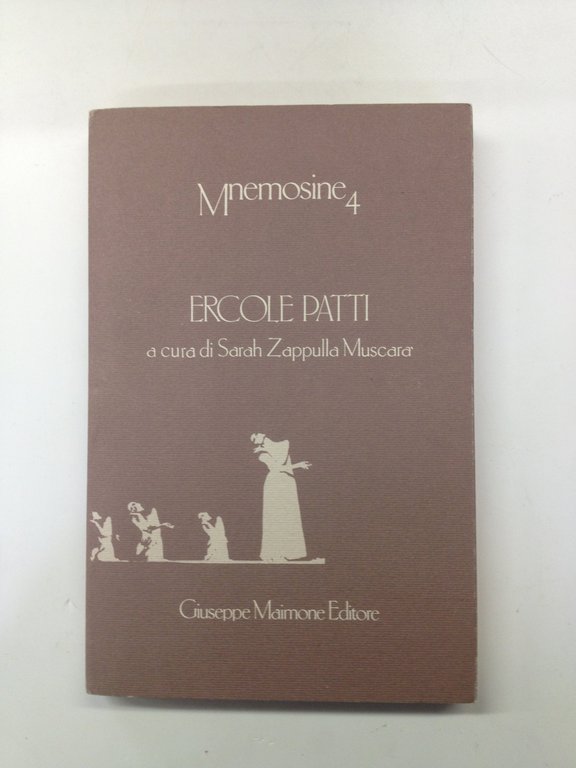 Mnemosine 4
ERCOLE PATTI
a cura di Sarah Zappulla Muscarà
Giuseppe Maimone Editore